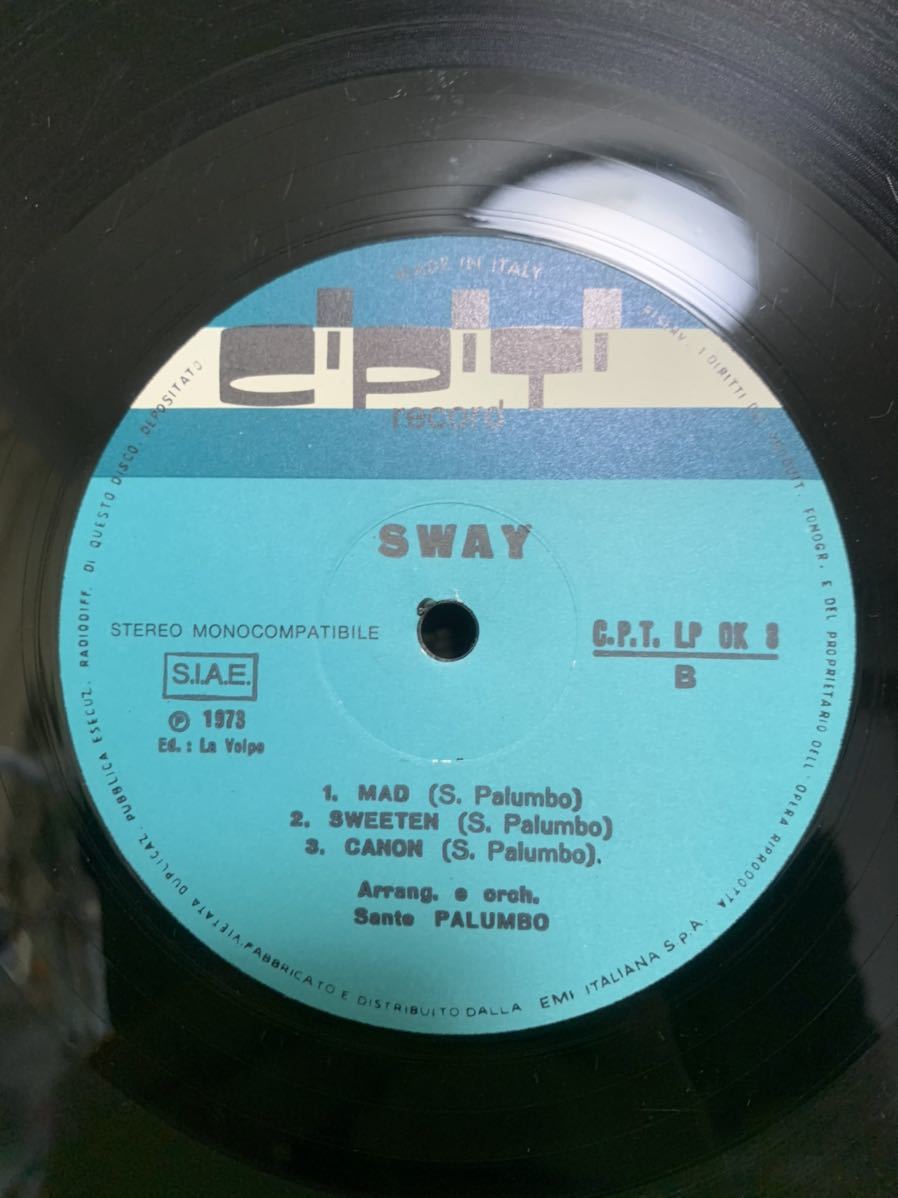 MADE IN ITALY
c.p.t.
record
SWAY
STEREO MONOCOMPATIBILE
C.P.T. LP OK 8
S.I.A.E.
B
℗ 1973
Ed.: La Volpe
1. MAD (S. Palumbo)
2. SWEETEN (S. Palumbo)
3. CANON (S. Palumbo).
Arrang. e orch.
Sante PALUMBO
RISERV. I DIRITTI FONOGR. E DEL PROPRIETARIO DELL'OPERA RIPRODOTTA
VIETATA DUPLICAZ. PUBBLICA ESECUZ. RADIODIFF. DI QUESTO DISCO DEPOSITATO
FABBRICATO E DISTRIBUITO DALLA EMI ITALIANA S.P.A.